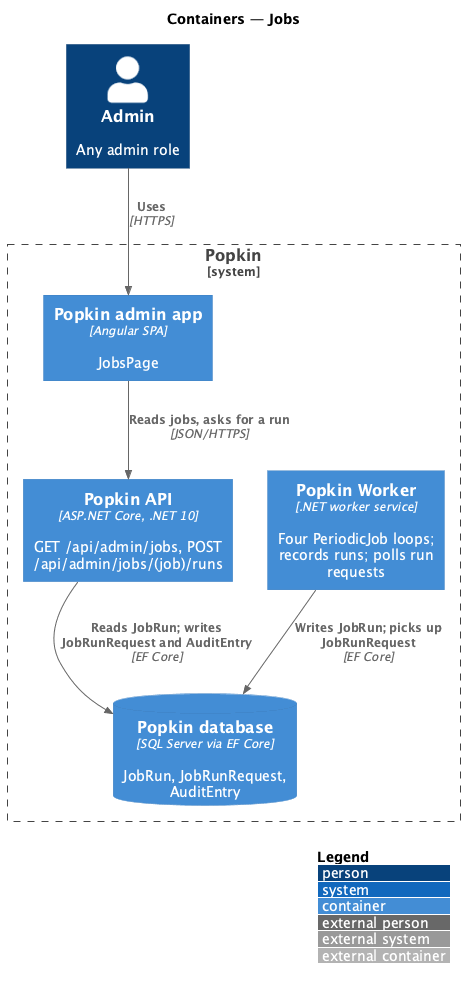 Containers — Jobs
Admin
Any admin role
Uses
[HTTPS]
Popkin
[system]
Popkin admin app
[Angular SPA]
JobsPage
Reads jobs, asks for a run
[JSON/HTTPS]
Popkin API
[ASP.NET Core, .NET 10]
GET /api/admin/jobs, POST
/api/admin/jobs/(job)/runs
Popkin Worker
[.NET worker service]
Four PeriodicJob loops;
records runs; polls run
requests
Reads JobRun; writes
JobRunRequest and AuditEntry
[EF Core]
Writes JobRun; picks up
JobRunRequest
[EF Core]
Popkin database
[SQL Server via EF Core]
JobRun, JobRunRequest,
AuditEntry
Legend
person
system
container
external person
external system
external container